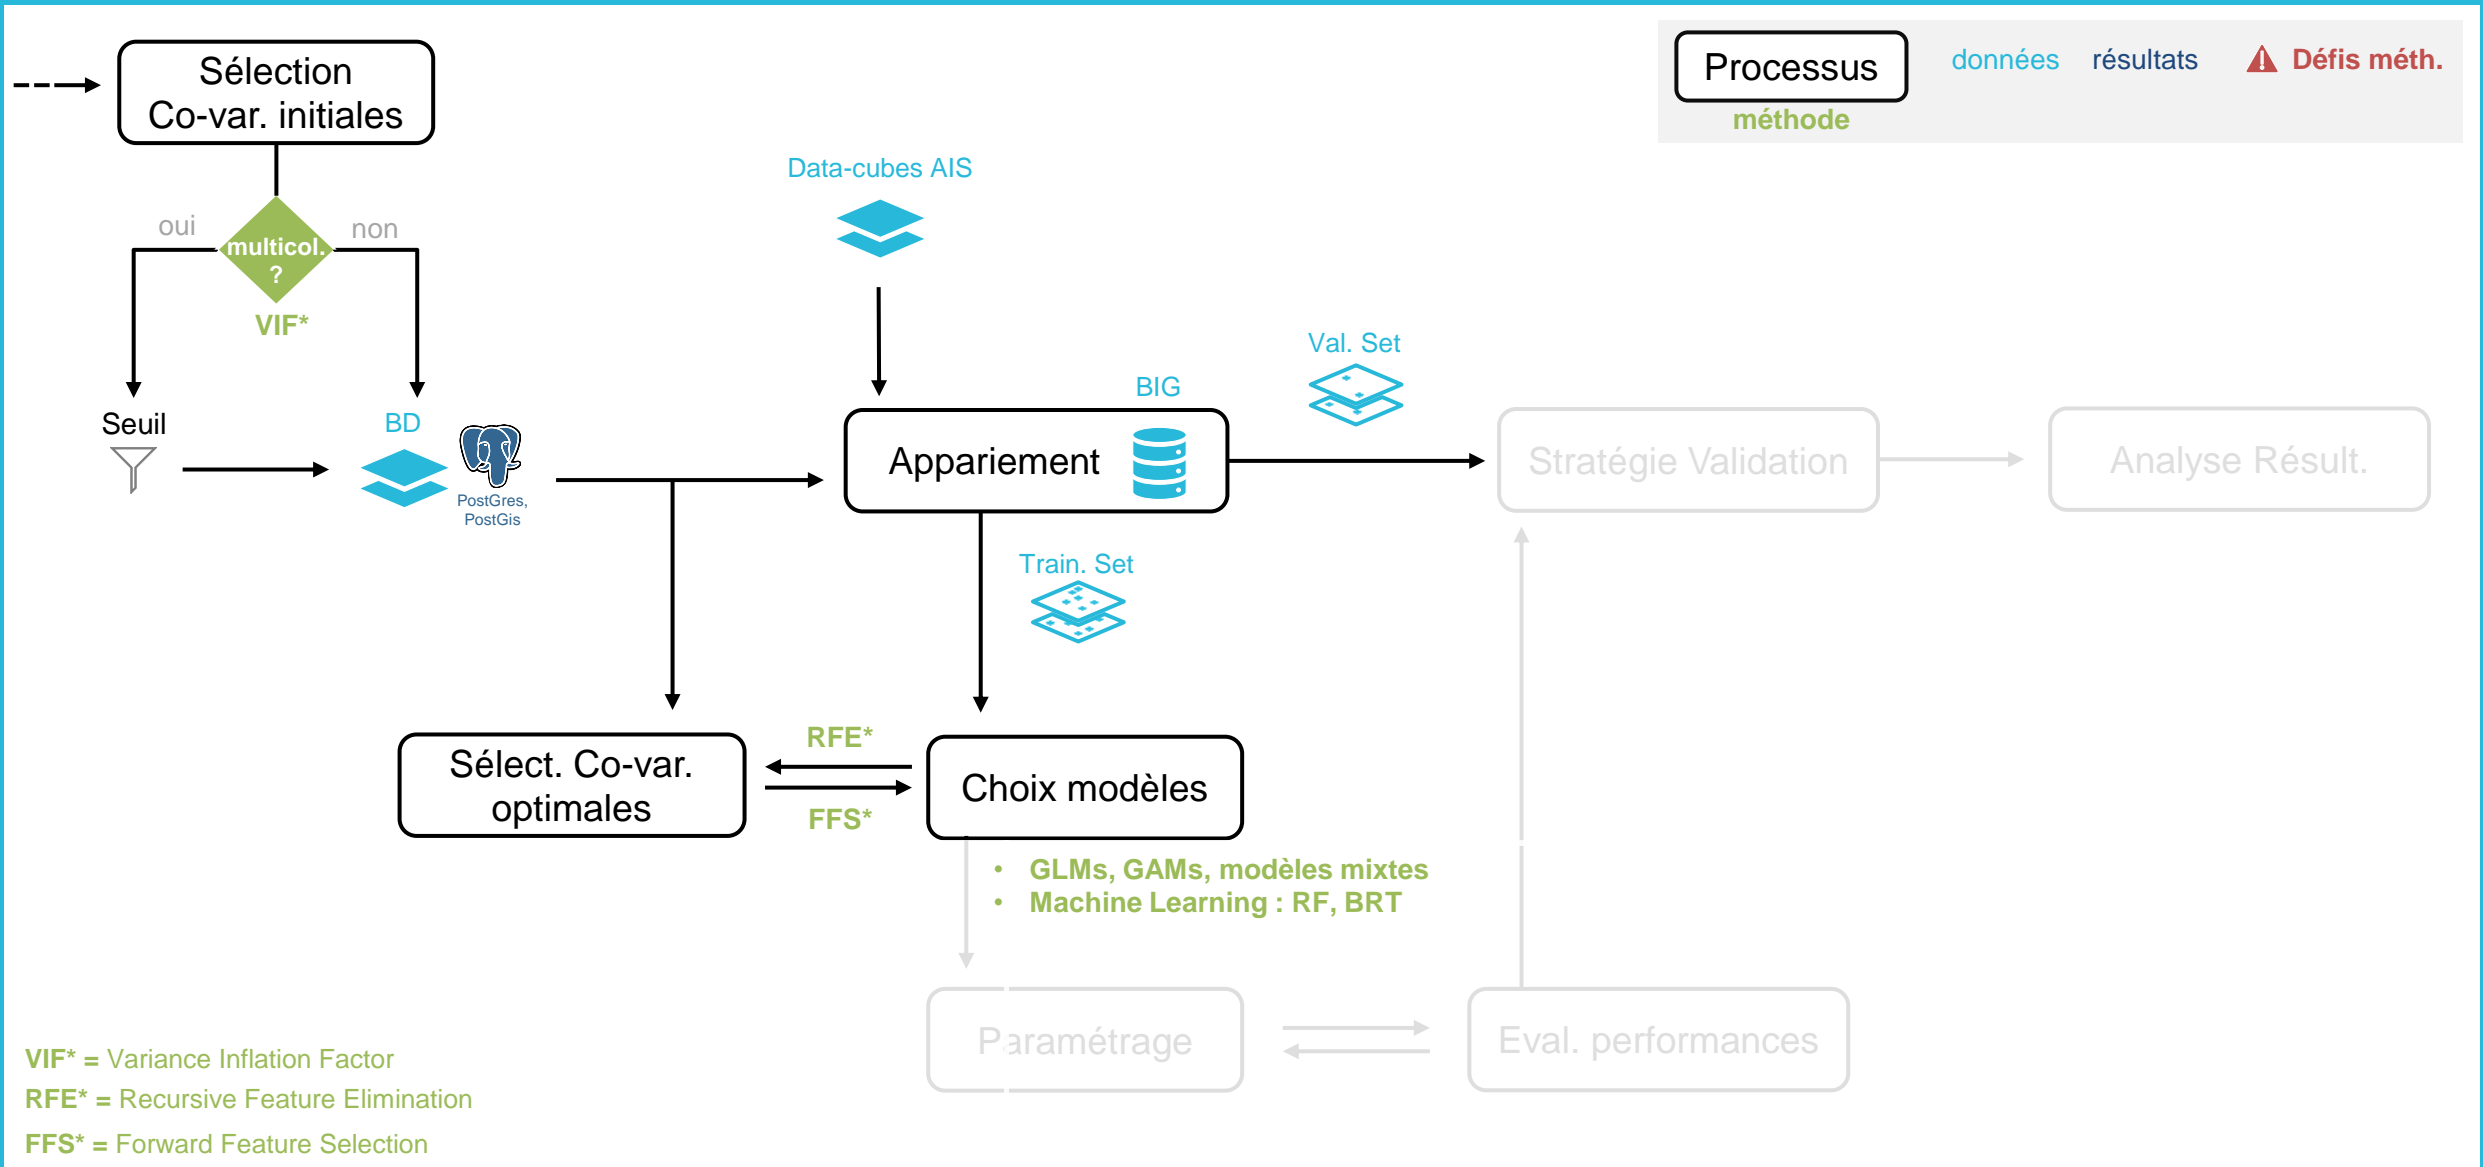 Sélection
Co-var. initiales
Processus
méthode
données
résultats
Défis méth.
Data-cubes AIS
oui
non
multicol.
?
VIF*
Val. Set
BIG
Seuil
BD
PostGres,
PostGis
Appariement
Stratégie Validation
Analyse Résult.
Train. Set
RFE*
Sélect. Co-var.
optimales
FFS*
Choix modèles
• GLMs, GAMs, modèles mixtes
• Machine Learning : RF, BRT
Paramétrage
Eval. performances
VIF* = Variance Inflation Factor
RFE* = Recursive Feature Elimination
FFS* = Forward Feature Selection